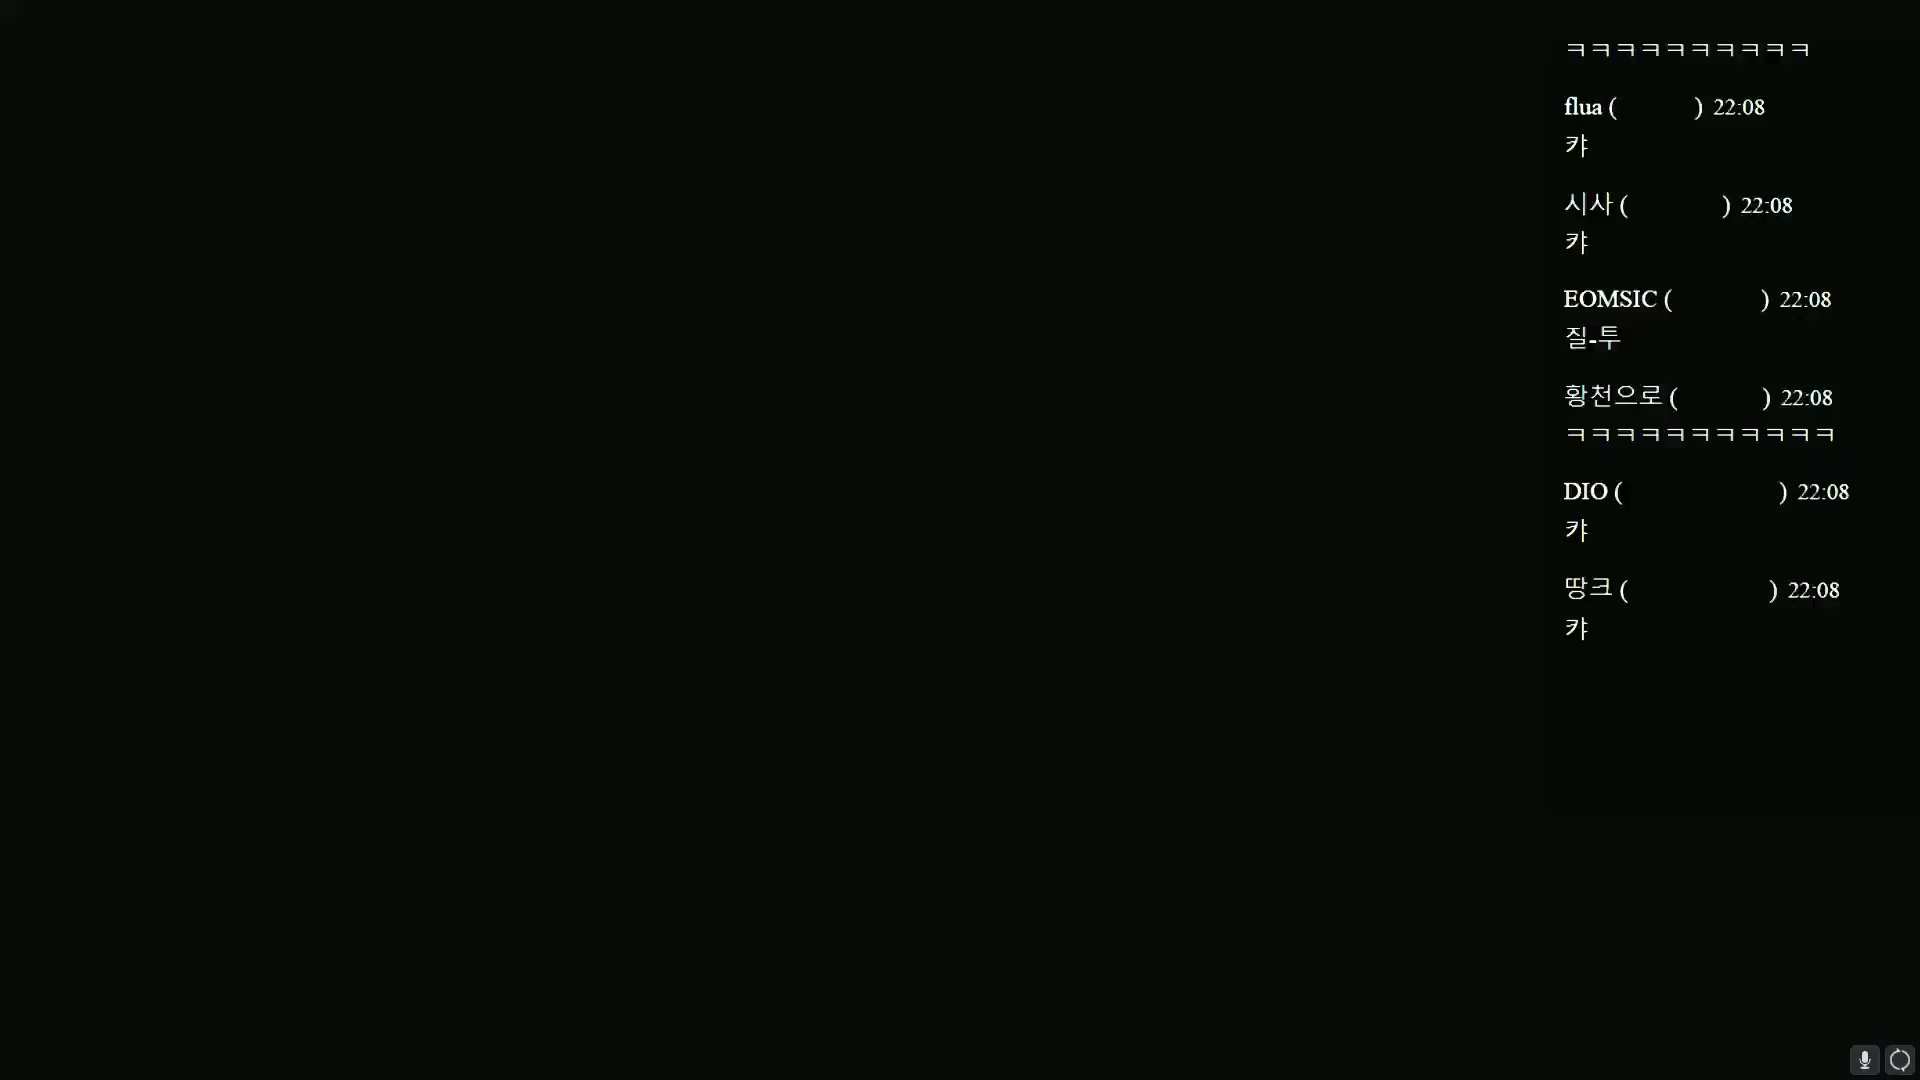 ㅋㅋㅋㅋㅋㅋㅋㅋㅋㅋ
flua ( ) 22:08
캬
시사 ( ) 22:08
캬
EOMSIC ( ) 22:08
질-투
황천으로 ( ) 22:08
ㅋㅋㅋㅋㅋㅋㅋㅋㅋㅋㅋ
DIO ( ) 22:08
캬
땅크 ( ) 22:08
캬